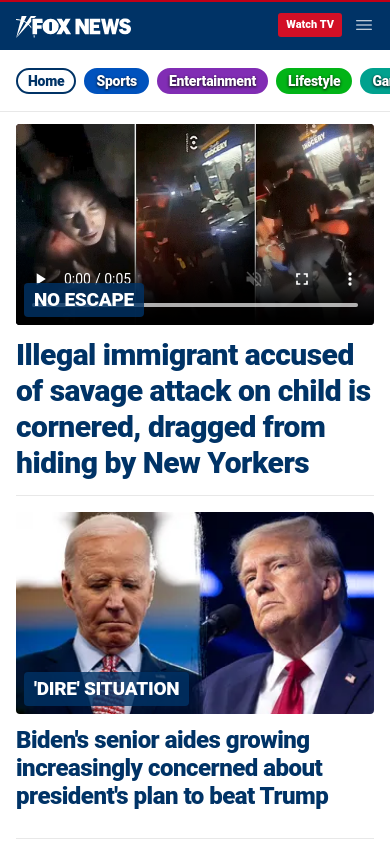 FOX NEWS
Watch TV
Home
Sports
Entertainment
Lifestyle
Ga
GROCERY
GROCERY
0:00 / 0:05
NO ESCAPE
Illegal immigrant accused
of savage attack on child is
cornered, dragged from
hiding by New Yorkers
'DIRE' SITUATION
Biden's senior aides growing
increasingly concerned about
president's plan to beat Trump